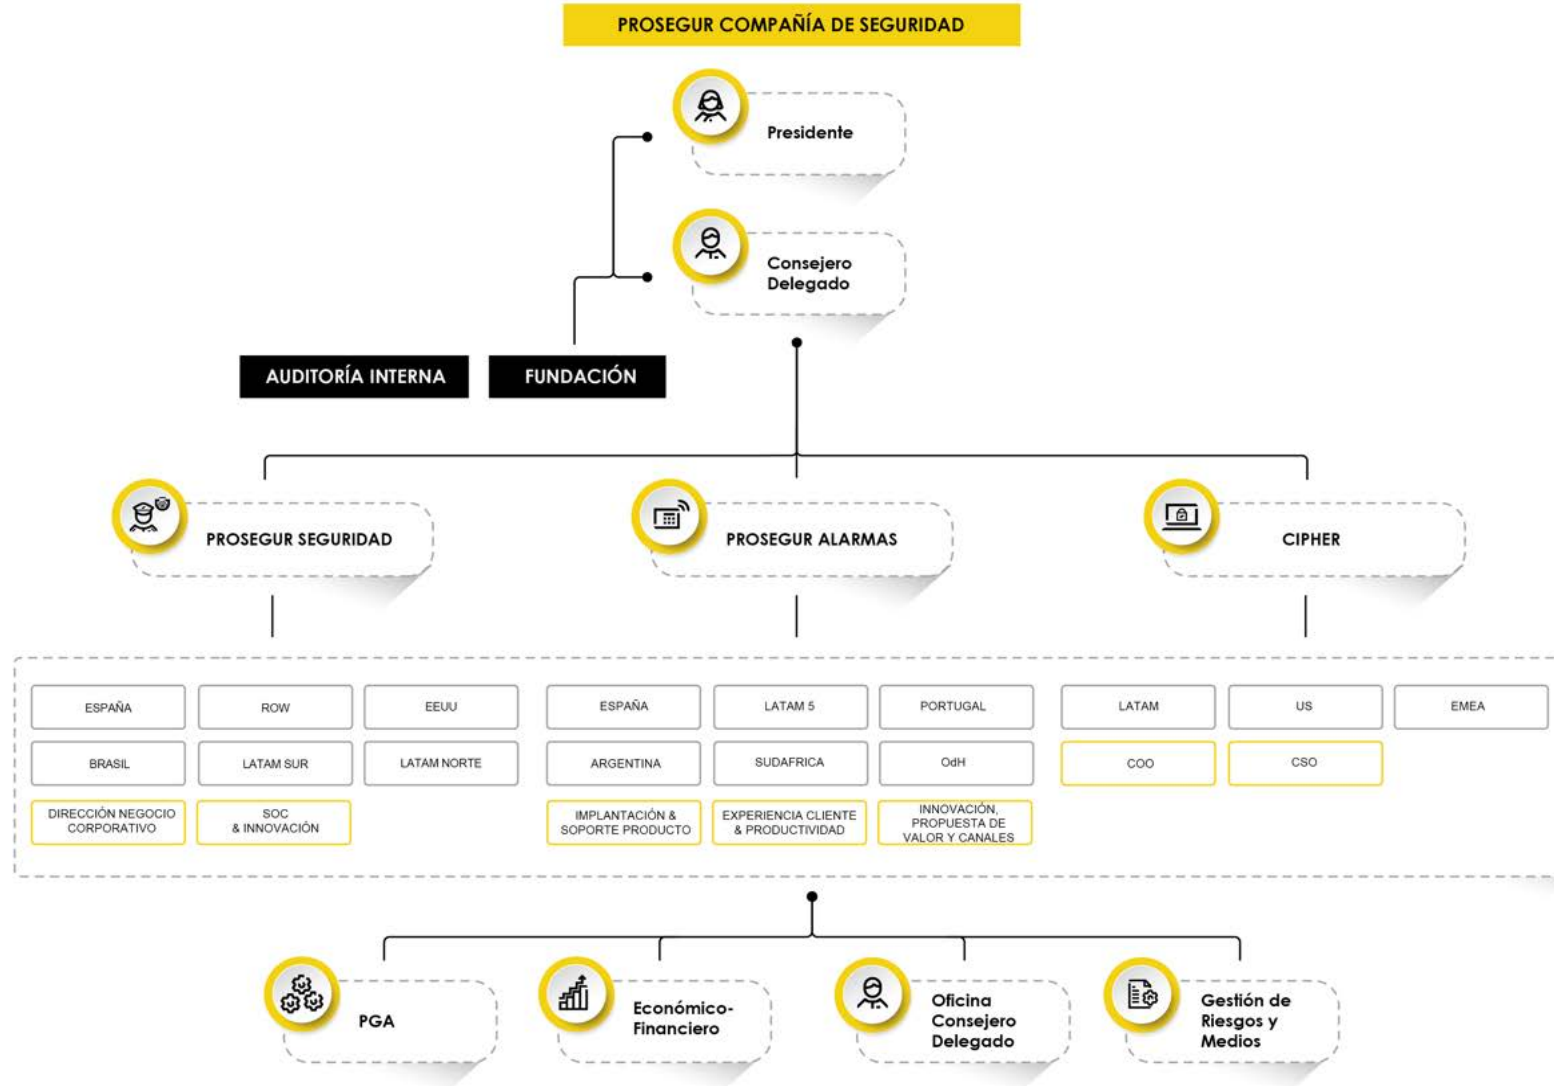 PROSEGUR COMPAÑÍA DE SEGURIDAD
Presidente
Consejero
Delegado
AUDITORÍA INTERNA
FUNDACIÓN
PROSEGUR SEGURIDAD
PROSEGUR ALARMAS
CIPHER
ESPAÑA
ROW
EEUU
BRASIL
LATAM SUR
LATAM NORTE
DIRECCIÓN NEGOCIO
CORPORATIVO
SOC
& INNOVACIÓN
ESPAÑA
LATAM 5
PORTUGAL
ARGENTINA
SUDAFRICA
OdH
IMPLANTACIÓN &
SOPORTE PRODUCTO
EXPERIENCIA CLIENTE
& PRODUCTIVIDAD
INNOVACIÓN,
PROPUESTA DE
VALOR Y CANALES
LATAM
US
EMEA
COO
CSO
PGA
Económico-
Financiero
Oficina
Consejero
Delegado
Gestión de
Riesgos y
Medios